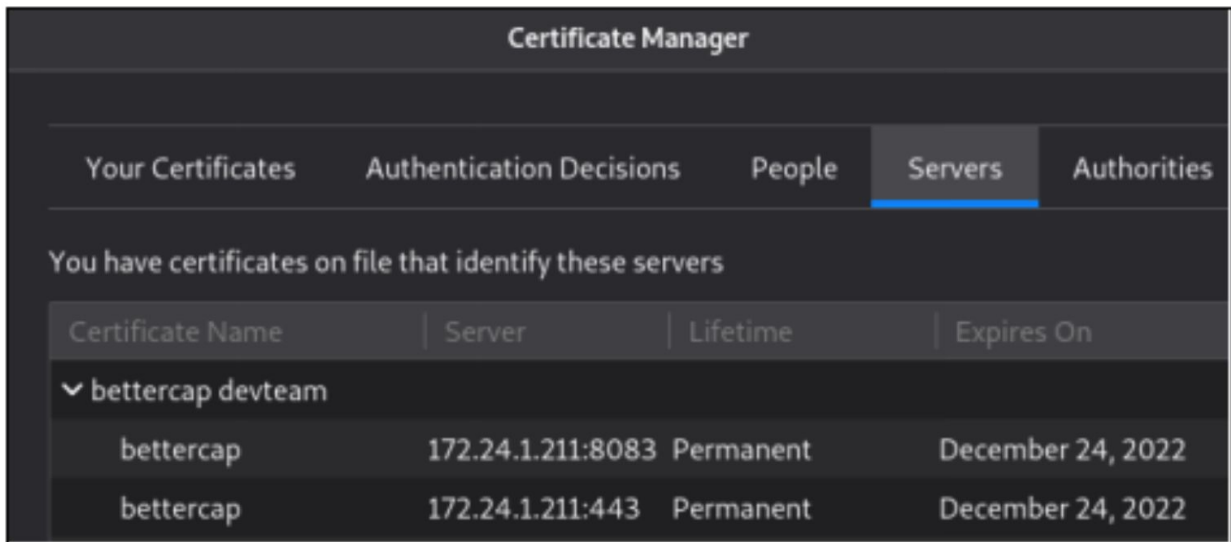 Certificate Manager
Your Certificates Authentication Decisions People Servers Authorities
You have certificates on file that identify these servers
Certificate Name Server Lifetime Expires On
bettercap devteam
bettercap 172.24.1.211:8083 Permanent December 24, 2022
bettercap 172.24.1.211:443 Permanent December 24, 2022